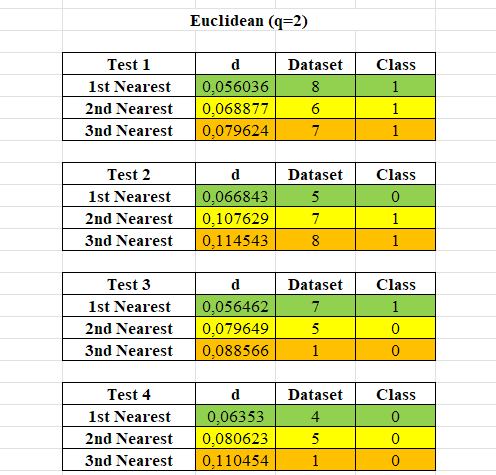 Euclidean (q=2)
Test 1 d Dataset Class
1st Nearest 0,056036 8 1
2nd Nearest 0,068877 6 1
3nd Nearest 0,079624 7 1
Test 2 d Dataset Class
1st Nearest 0,066843 5 0
2nd Nearest 0,107629 7 1
3nd Nearest 0,114543 8 1
Test 3 d Dataset Class
1st Nearest 0,056462 7 1
2nd Nearest 0,079649 5 0
3nd Nearest 0,088566 1 0
Test 4 d Dataset Class
1st Nearest 0,06353 4 0
2nd Nearest 0,080623 5 0
3nd Nearest 0,110454 1 0